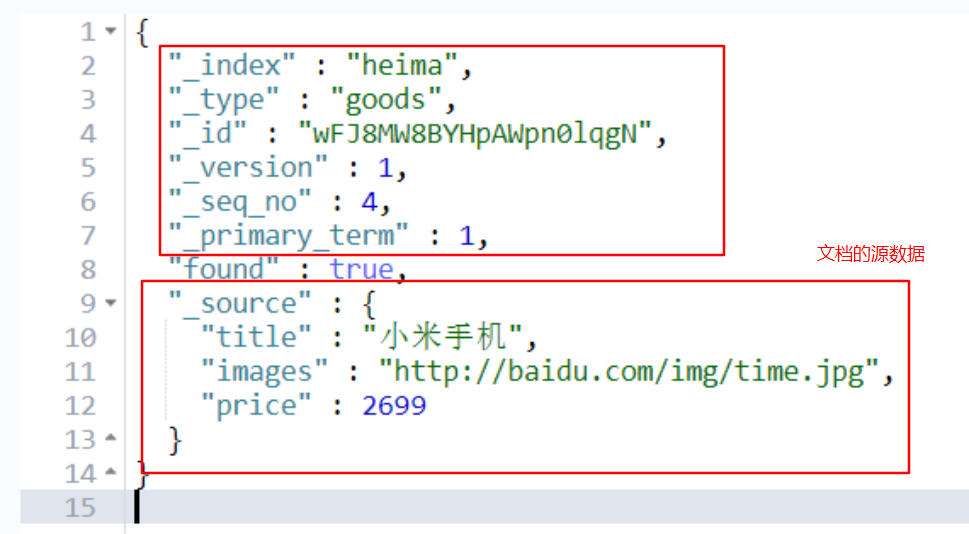 1 {
2 "_index" : "heima",
3 "_type" : "goods",
4 "_id" : "wFJ8MW8BYHpAWpn0lqgN",
5 "_version" : 1,
6 "_seq_no" : 4,
7 "_primary_term" : 1,
文档的源数据
8 "found" : true,
9 "_source" : {
10 "title" : "小米手机",
11 "images" : "http://baidu.com/img/time.jpg",
12 "price" : 2699
13 }
14 }
15